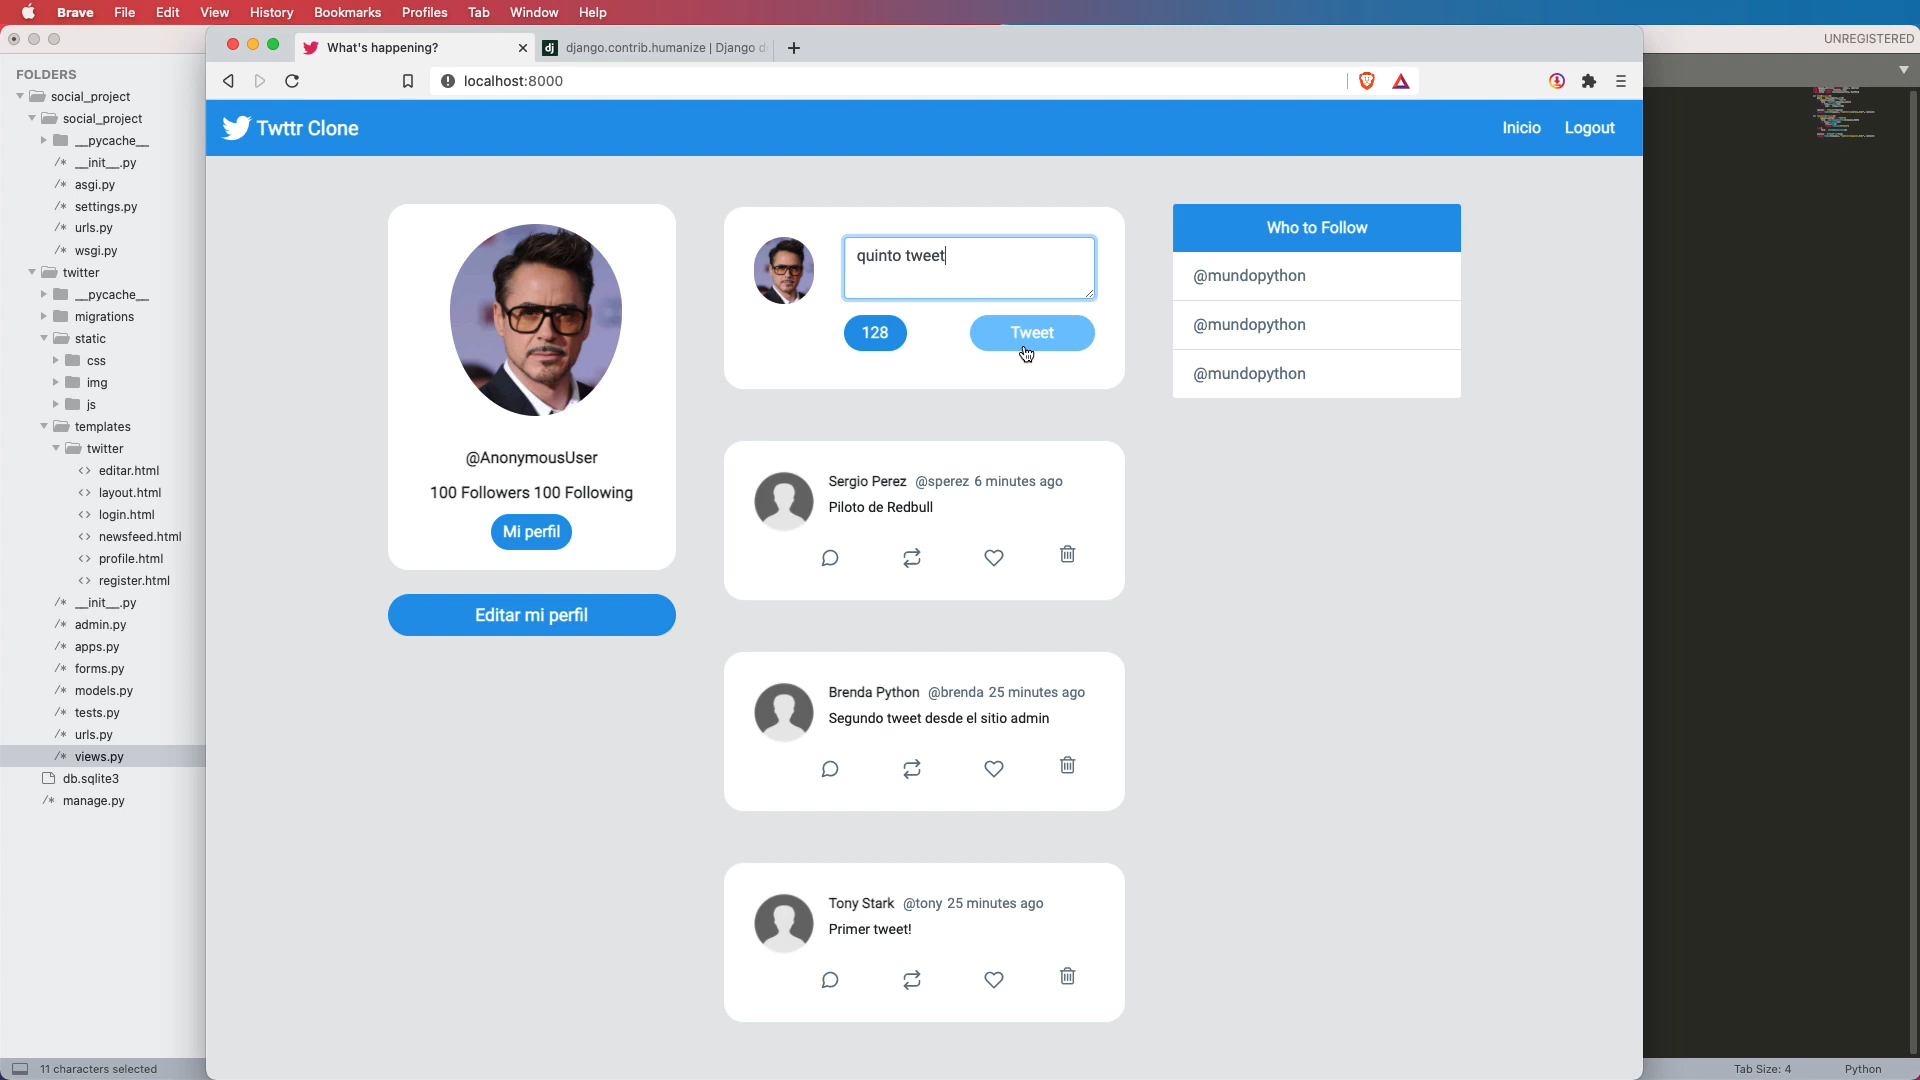 Brave File Edit View History Bookmarks Profiles Tab Window Help
UNREGISTERED
What's happening?
django.contrib.humanize | Django d
localhost:8000
FOLDERS
social_project
social_project
__pycache__
__init__.py
asgi.py
settings.py
urls.py
wsgi.py
twitter
__pycache__
migrations
static
css
img
js
templates
twitter
editar.html
layout.html
login.html
newsfeed.html
profile.html
register.html
__init__.py
admin.py
apps.py
forms.py
models.py
tests.py
urls.py
views.py
db.sqlite3
manage.py
Twttr Clone
Inicio Logout
@AnonymousUser
100 Followers 100 Following
Mi perfil
Editar mi perfil
quinto tweet
128
Tweet
Sergio Perez @sperez 6 minutes ago
Piloto de Redbull
Brenda Python @brenda 25 minutes ago
Segundo tweet desde el sitio admin
Tony Stark @tony 25 minutes ago
Primer tweet!
Who to Follow
@mundopython
@mundopython
@mundopython
11 characters selected
Tab Size: 4
Python